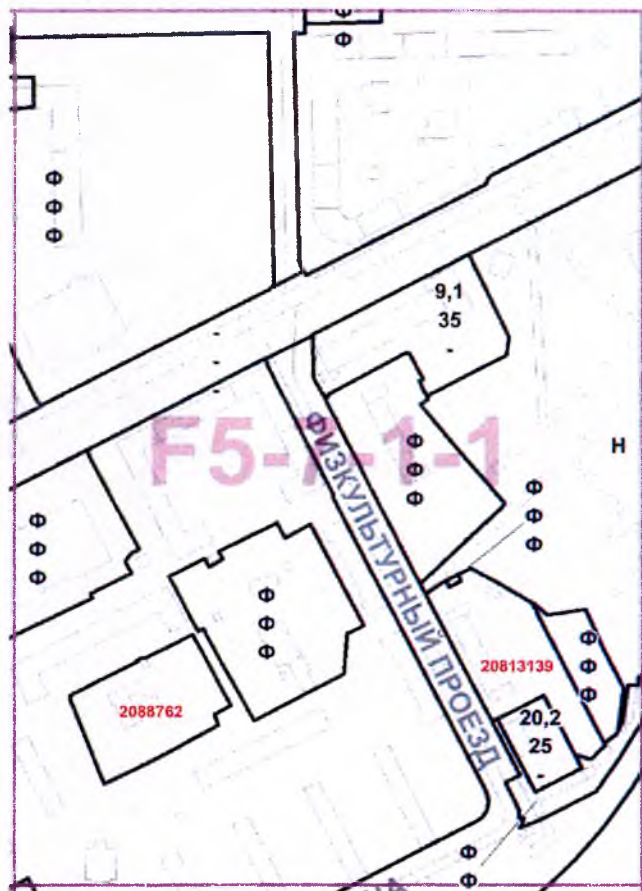 Ф
Ф
Ф
Ф
Ф
9,1
35
-
-
-
-
F5-7-1-1
ФИЗКУЛЬТУРНЫЙ ПРОЕЗД
Ф
Ф
Ф
Н
Ф
Ф
Ф
Ф
Ф
Ф
Ф
Ф
Ф
Ф
Ф
Ф
20813139
2088762
20,2
25
-
Ф
Ф